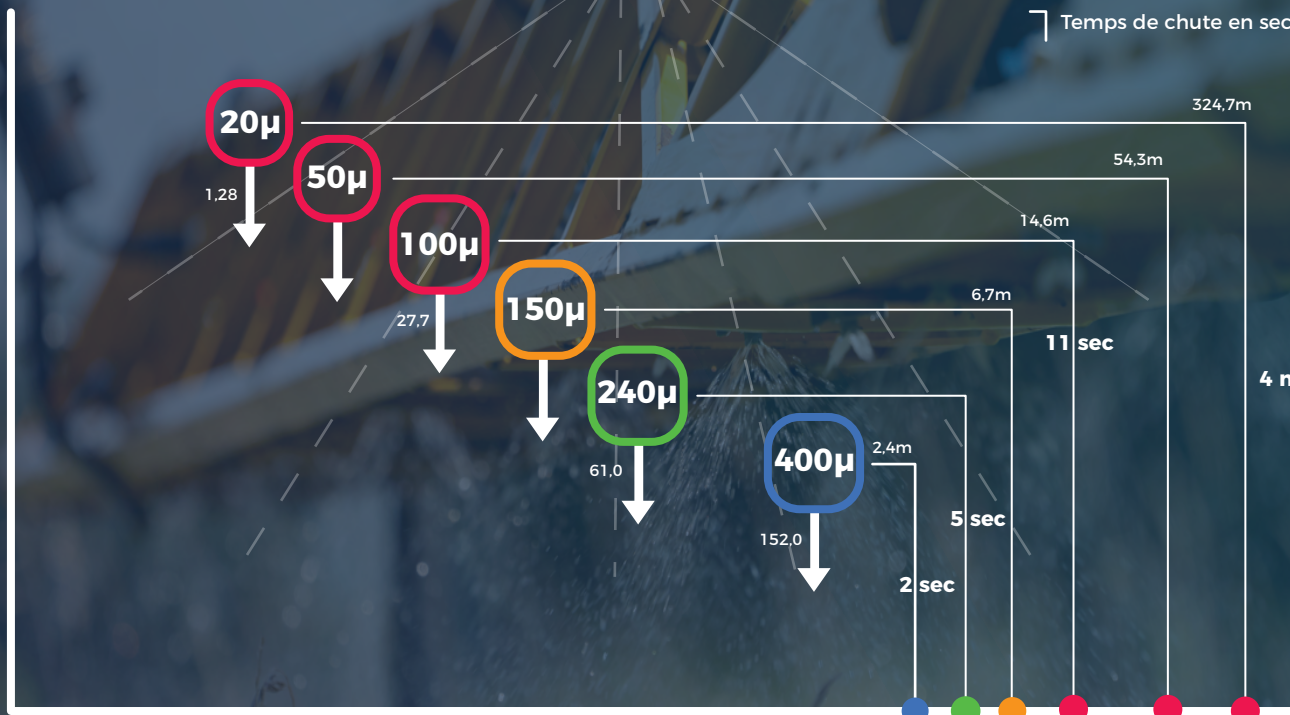 Temps de chute en sec
324,7m
20µ
54,3m
1,28
50µ
14,6m
100µ
6,7m
150µ
27,7
11 sec
4
240µ
2,4m
400µ
61,0
5 sec
152,0
2 sec